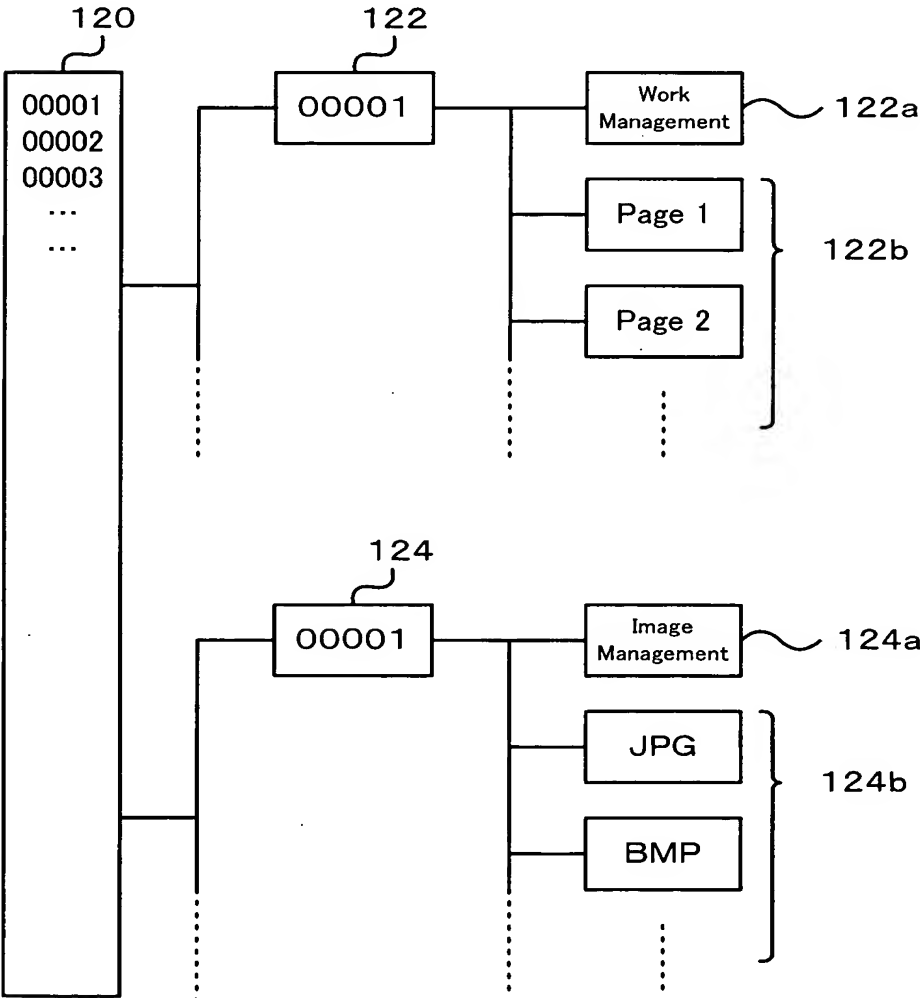 120
00001
00002
00003
...
...
122
00001
Work
Management
122a
Page 1
Page 2
122b
124
00001
Image
Management
124a
JPG
BMP
124b